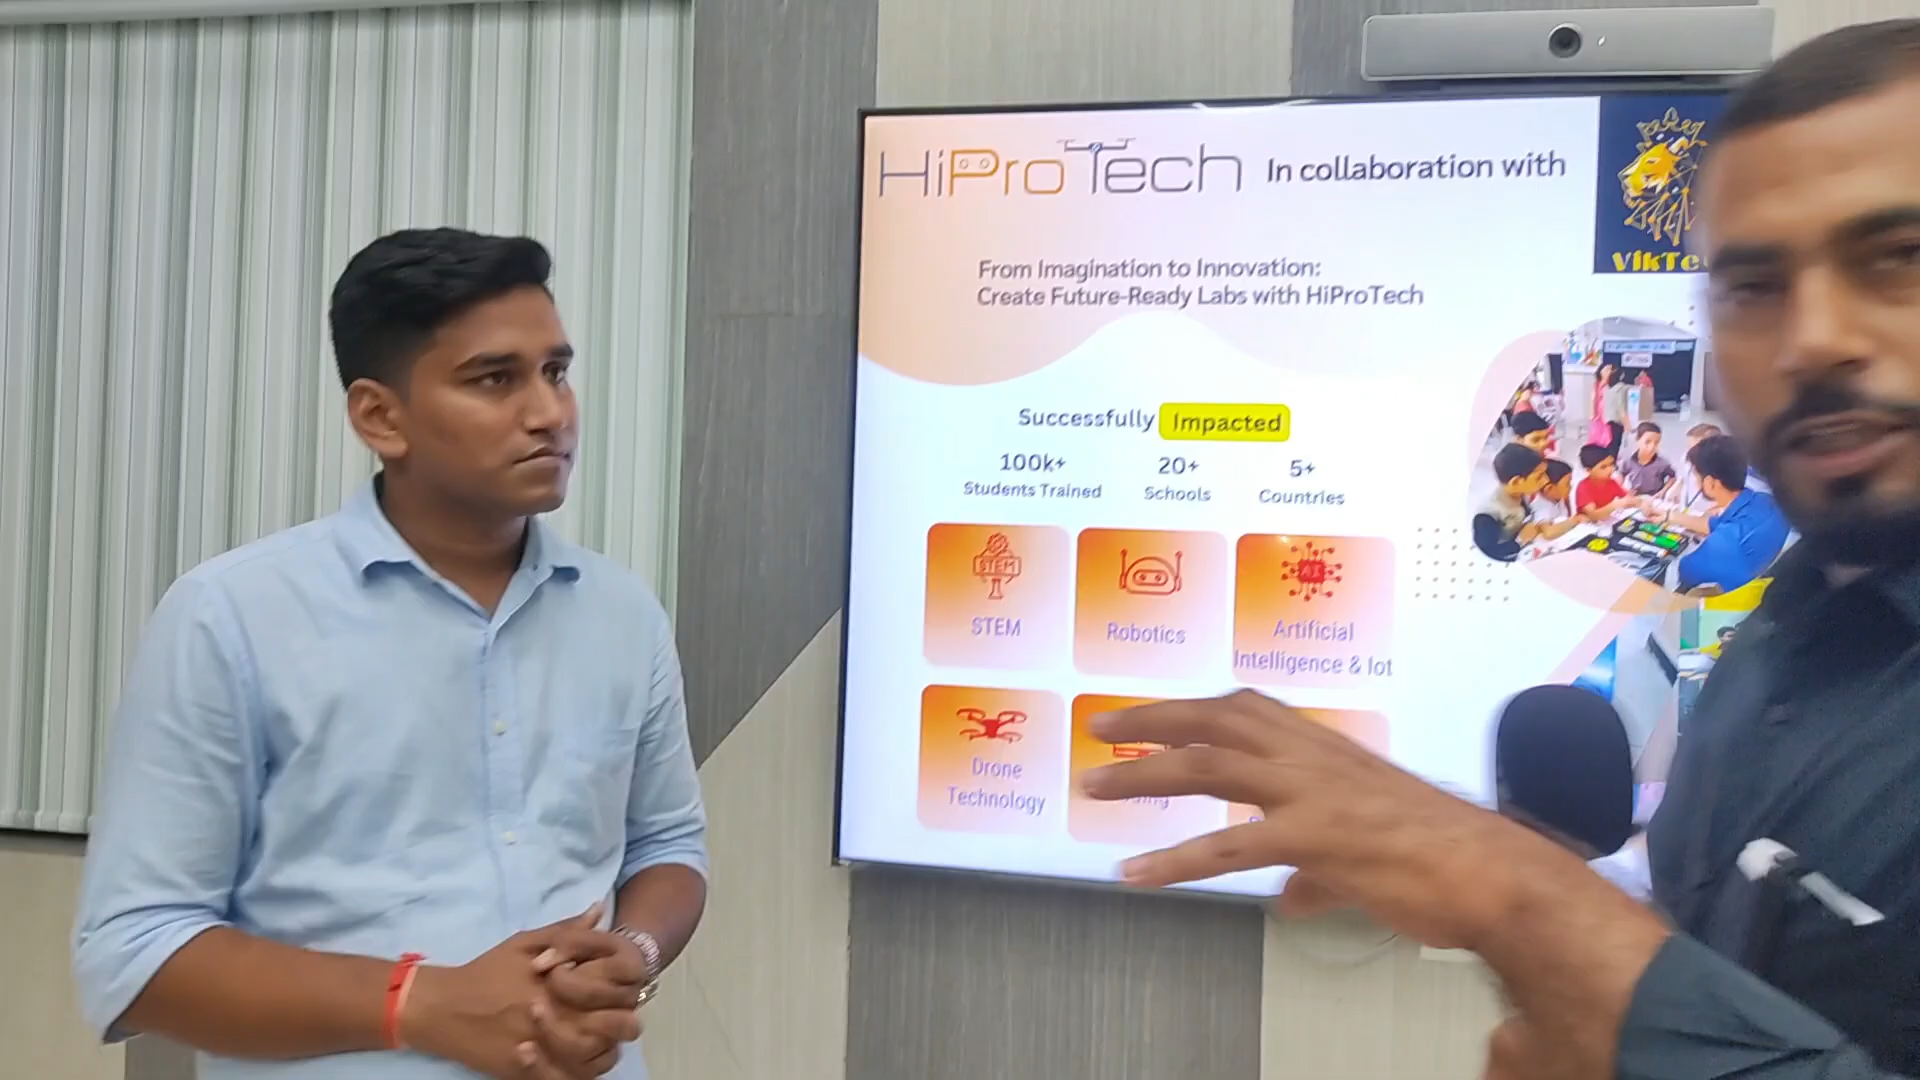 HiProTech In collaboration with
From Imagination to Innovation:
Create Future-Ready Labs with HiProTech
Successfully Impacted
100k+
Students Trained
20+
Schools
5+
Countries
STEM
STEM
Robotics
AI
Artificial
Intelligence & Iot
Drone
Technology